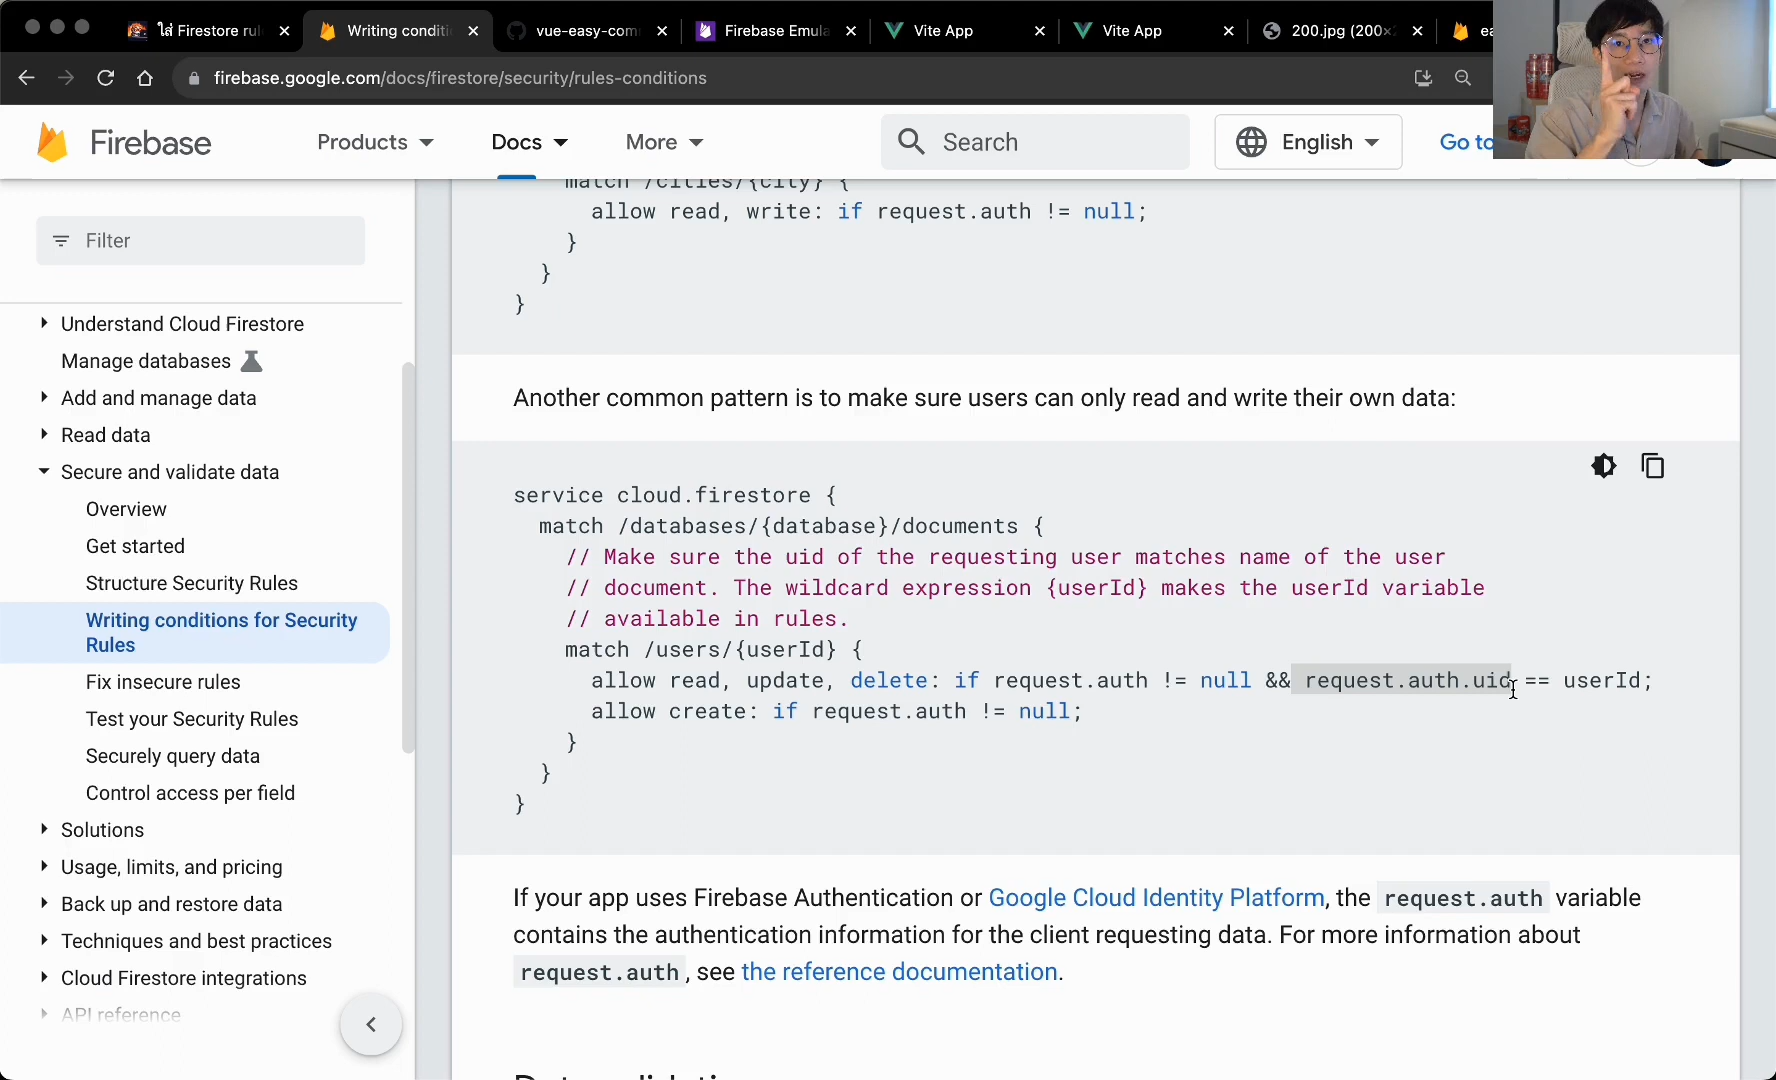 ใส่ Firestore rul
Writing conditi
vue-easy-com
Firebase Emula
Vite App
Vite App
200.jpg (200×
ea
firebase.google.com/docs/firestore/security/rules-conditions
Firebase
Products
Docs
More
Search
English
Go to
Filter
Understand Cloud Firestore
Manage databases
Add and manage data
Read data
Secure and validate data
Overview
Get started
Structure Security Rules
Writing conditions for Security
Rules
Fix insecure rules
Test your Security Rules
Securely query data
Control access per field
Solutions
Usage, limits, and pricing
Back up and restore data
Techniques and best practices
Cloud Firestore integrations
API reference
match /cities/{city} {
allow read, write: if request.auth != null;
}
}
}
Another common pattern is to make sure users can only read and write their own data:
service cloud.firestore {
match /databases/{database}/documents {
// Make sure the uid of the requesting user matches name of the user
// document. The wildcard expression {userId} makes the userId variable
// available in rules.
match /users/{userId} {
allow read, update, delete: if request.auth != null && request.auth.uid == userId;
allow create: if request.auth != null;
}
}
}
If your app uses Firebase Authentication or Google Cloud Identity Platform, the request.auth variable
contains the authentication information for the client requesting data. For more information about
request.auth, see the reference documentation.